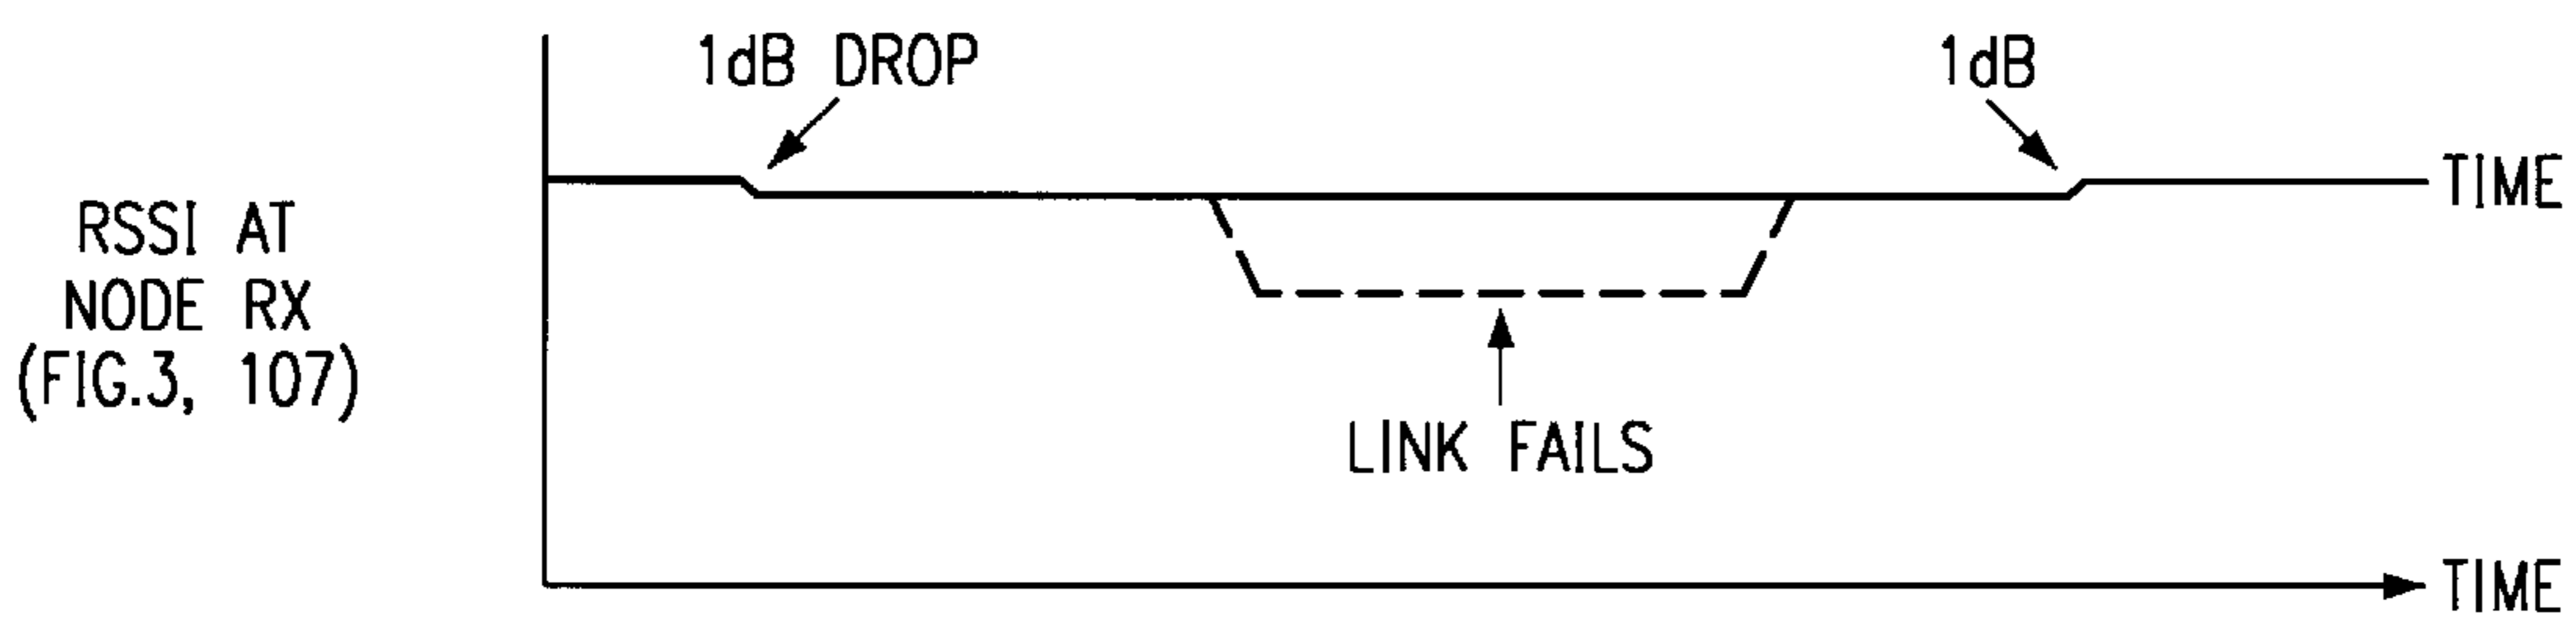 1dB DROP
1dB
TIME
RSSI AT
NODE RX
(FIG.3, 107)
LINK FAILS
TIME